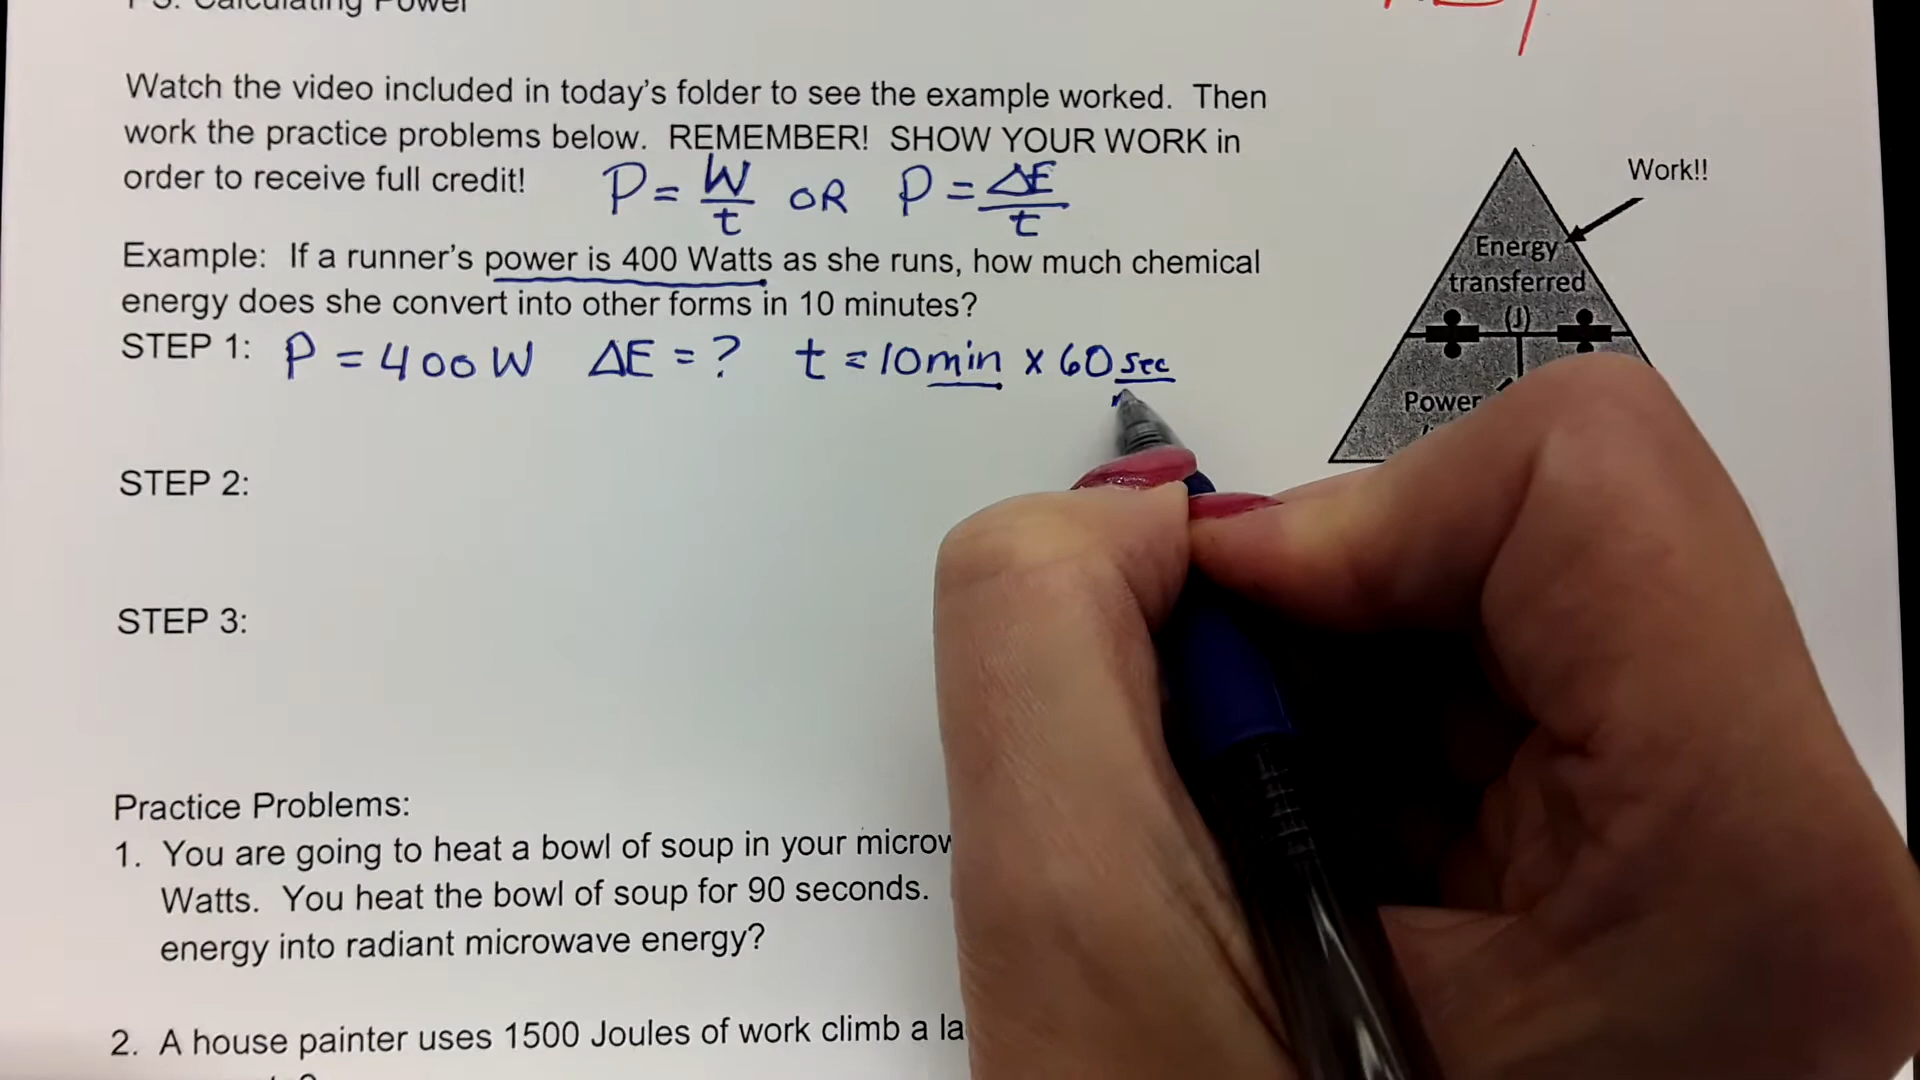 PS: Calculating Power
Watch the video included in today's folder to see the example worked. Then
work the practice problems below. REMEMBER! SHOW YOUR WORK in
order to receive full credit!
P = W/t OR P = ΔE/t
Example: If a runner's power is 400 Watts as she runs, how much chemical
energy does she convert into other forms in 10 minutes?
STEP 1: P = 400 W ΔE = ? t = 10 min x 60 sec
STEP 2:
STEP 3:
Work!!
Energy
transferred
(J)
Power
Practice Problems:
1. You are going to heat a bowl of soup in your
Watts. You heat the bowl of soup for 90 seconds.
energy into radiant microwave energy?
2. A house painter uses 1500 Joules of work climb a